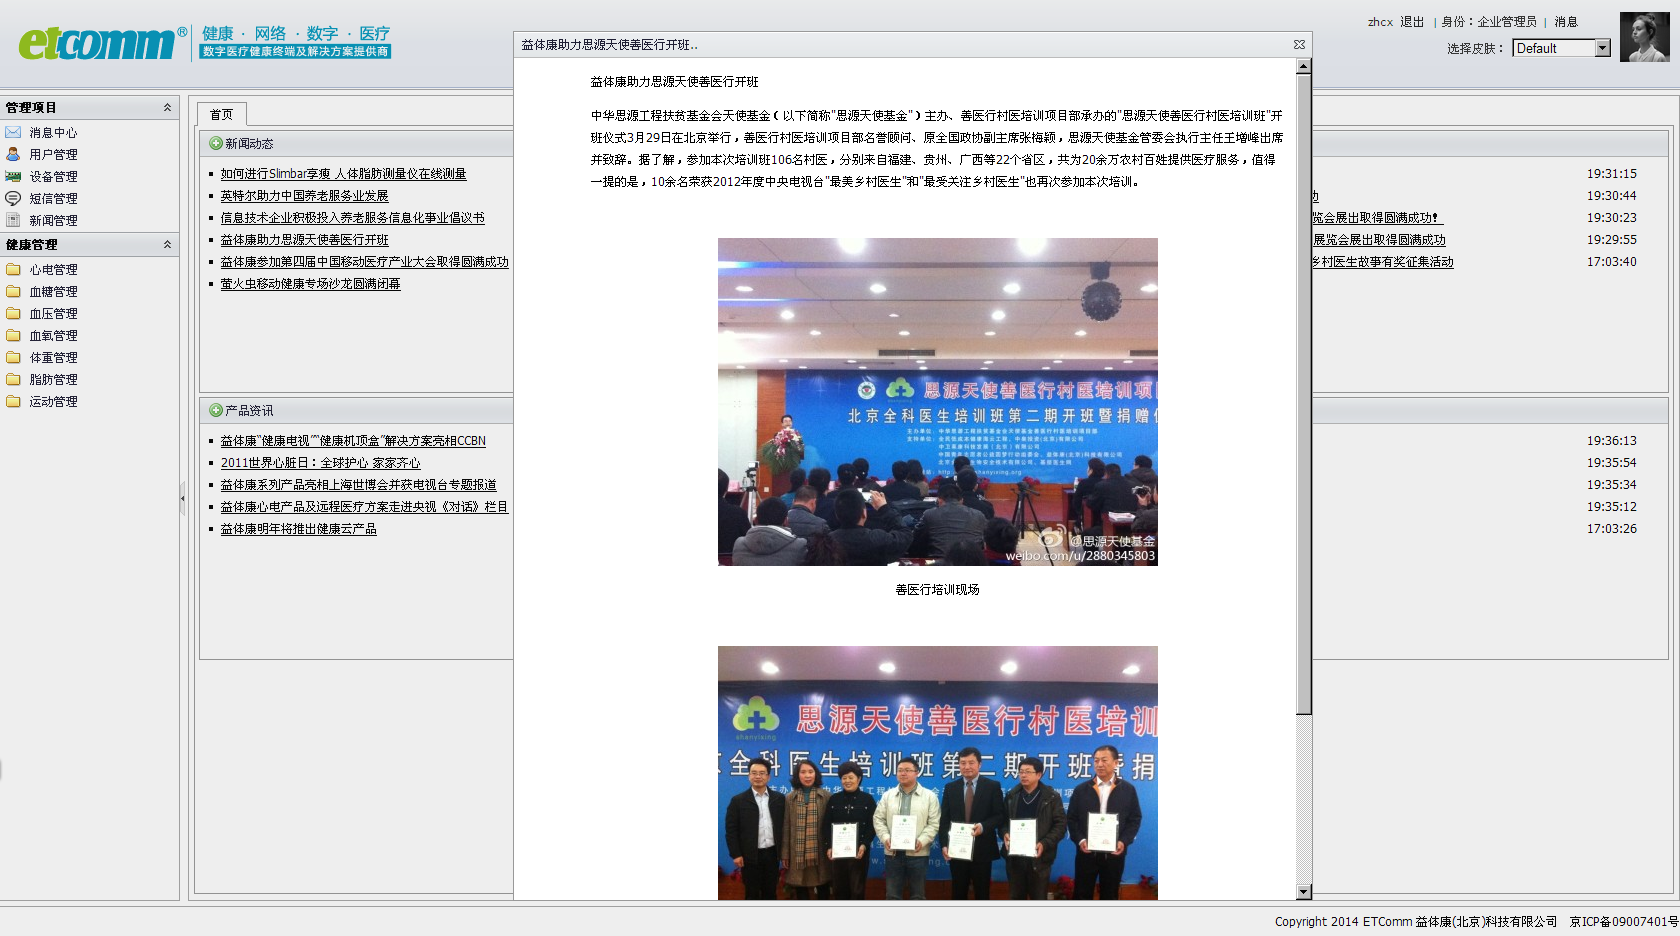 etcomm®
健康 · 网络 · 数字 · 医疗
数字医疗健康终端及解决方案提供商
zhcx 退出 | 身份：企业管理员 | 消息
选择皮肤： Default
管理项目
消息中心
用户管理
设备管理
短信管理
新闻管理
健康管理
心电管理
血糖管理
血压管理
血氧管理
体重管理
脂肪管理
运动管理
首页
新闻动态
如何进行Slimbar享瘦 人体脂肪测量仪在线测量
英特尔助力中国养老服务业发展
信息技术企业积极投入养老服务信息化事业倡议书
益体康助力思源天使善医行开班
益体康参加第四届中国移动医疗产业大会取得圆满成功
萤火虫移动健康专场沙龙圆满闭幕
产品资讯
益体康"健康电视""健康机顶盒"解决方案亮相CCBN
2011世界心脏日：全球护心 家家齐心
益体康系列产品亮相上海世博会并获电视台专题报道
益体康心电产品及远程医疗方案走进央视《对话》栏目
益体康明年将推出健康云产品
益体康助力思源天使善医行开班..
益体康助力思源天使善医行开班
中华思源工程扶贫基金会天使基金（以下简称"思源天使基金"）主办、善医行村医培训项目部承办的"思源天使善医行村医培训班"开
班仪式3月29日在北京举行，善医行村医培训项目部名誉顾问、原全国政协副主席张梅颖，思源天使基金管委会执行主任王增峰出席
并致辞。据了解，参加本次培训班106名村医，分别来自福建、贵州、广西等22个省区，共为20余万农村百姓提供医疗服务，值得
一提的是，10余名荣获2012年度中央电视台"最美乡村医生"和"最受关注乡村医生"也再次参加本次培训。
思源天使善医行村医培训项
北京全科医生培训班第二期开班暨捐赠
@思源天使基金
weibo.com/u/2880345803
善医行培训现场
shanyixing
思源天使善医行村医培训
全科医生培训班第二期开班暨捐
19:31:15
19:30:44
览会展出取得圆满成功！ 19:30:23
展览会展出取得圆满成功 19:29:55
乡村医生故事有奖征集活动 17:03:40
19:36:13
19:35:54
19:35:34
19:35:12
17:03:26
Copyright 2014 ETComm 益体康(北京)科技有限公司 京ICP备09007401号